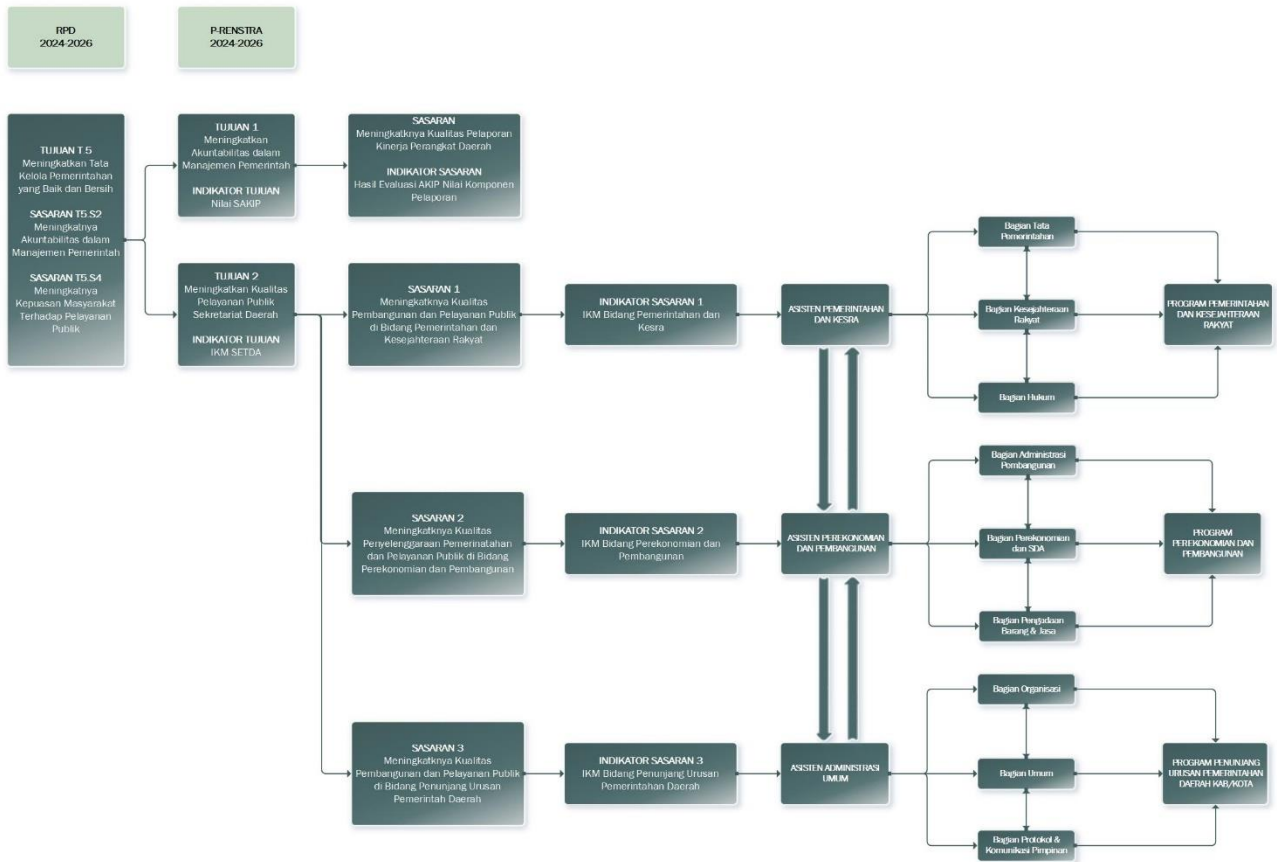 RPD
2024-2026
P-RENSTRA
2024-2026
TUJUAN T.5
Meningkatkan Tata
Kelola Pemerintahan
yang Baik dan Bersih
SASARAN T5.S2
Meningkatnya
Akuntabilitas dalam
Manajemen Pemerintah
SASARAN T5.S4
Meningkatnya
Kepuasan Masyarakat
Terhadap Pelayanan
Publik
TUJUAN 1
Meningkatkan
Akuntabilitas dalam
Manajemen Pemerintah
INDIKATOR TUJUAN
Nilai SAKIP
SASARAN
Meningkatknya Kualitas Pelaporan
Kinerja Perangkat Daerah
INDIKATOR SASARAN
Hasil Evaluasi AKIP Nilai Komponen
Pelaporan
TUJUAN 2
Meningkatkan Kualitas
Pelayanan Publik
Sekretariat Daerah
INDIKATOR TUJUAN
IKM SETDA
SASARAN 1
Meningkatknya Kualitas
Pembangunan dan Pelayanan Publik
di Bidang Pemerintahan dan
Kesejahteraan Rakyat
INDIKATOR SASARAN 1
IKM Bidang Pemerintahan dan
Kesra
ASISTEN PEMERINTAHAN
DAN KESRA
Bagian Tata
Pemerintahan
Bagian Kesejahteraan
Rakyat
Bagian Hukum
PROGRAM PEMERINTAHAN
DAN KESEJAHTERAAN
RAKYAT
SASARAN 2
Meningkatknya Kualitas
Penyelenggaraan Pemerinatahan
dan Pelayanan Publik di Bidang
Perekonomian dan Pembangunan
INDIKATOR SASARAN 2
IKM Bidang Perekonomian dan
Pembangunan
ASISTEN PEREKONOMIAN
DAN PEMBANGUNAN
Bagian Administrasi
Pembangunan
Bagian Perekonomian
dan SDA
Bagian Pengadaan
Barang & Jasa
PROGRAM
PEREKONOMIAN DAN
PEMBANGUNAN
SASARAN 3
Meningkatknya Kualitas
Pembangunan dan Pelayanan Publik
di Bidang Penunjang Urusan
Pemerintah Daerah
INDIKATOR SASARAN 3
IKM Bidang Penunjang Urusan
Pemerintahan Daerah
ASISTEN ADMINISTRASI
UMUM
Bagian Organisasi
Bagian Umum
Bagian Protokol &
Komunikasi Pimpinan
PROGRAM PENUNJANG
URUSAN PEMERINTAHAN
DAERAH KAB/KOTA